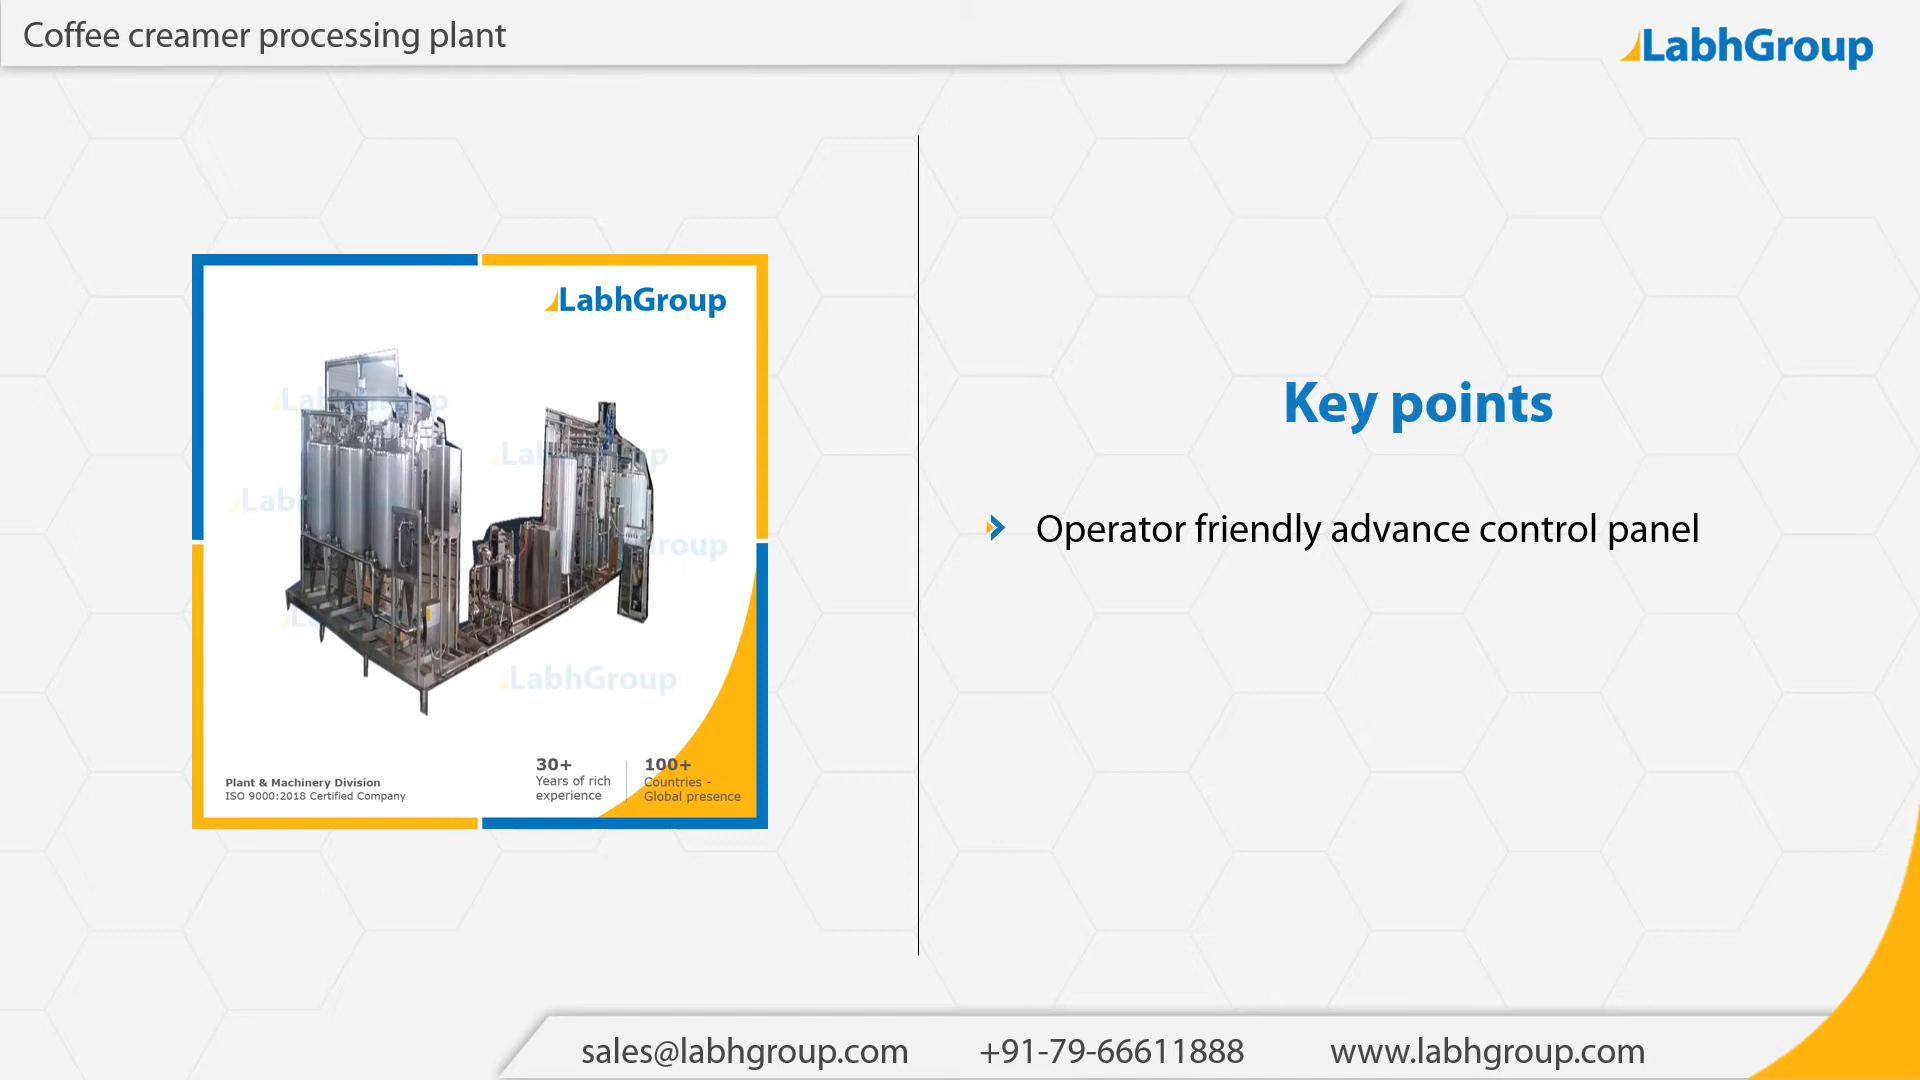 Coffee creamer processing plant
LabhGroup
LabhGroup
LabhGroup
LabhGroup
Plant & Machinery Division
ISO 9000:2018 Certified Company
30+
Years of rich
experience
100+
Countries -
Global presence
Key points
Operator friendly advance control panel
sales@labhgroup.com
+91-79-66611888
www.labhgroup.com